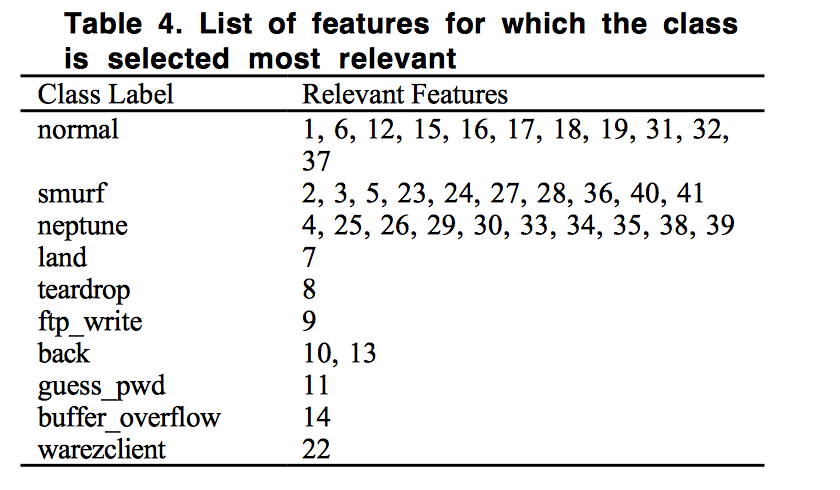 Table 4. List of features for which the class
is selected most relevant
Class Label Relevant Features
normal 1, 6, 12, 15, 16, 17, 18, 19, 31, 32,
37
smurf 2, 3, 5, 23, 24, 27, 28, 36, 40, 41
neptune 4, 25, 26, 29, 30, 33, 34, 35, 38, 39
land 7
teardrop 8
ftp_write 9
back 10, 13
guess_pwd 11
buffer_overflow 14
warezclient 22